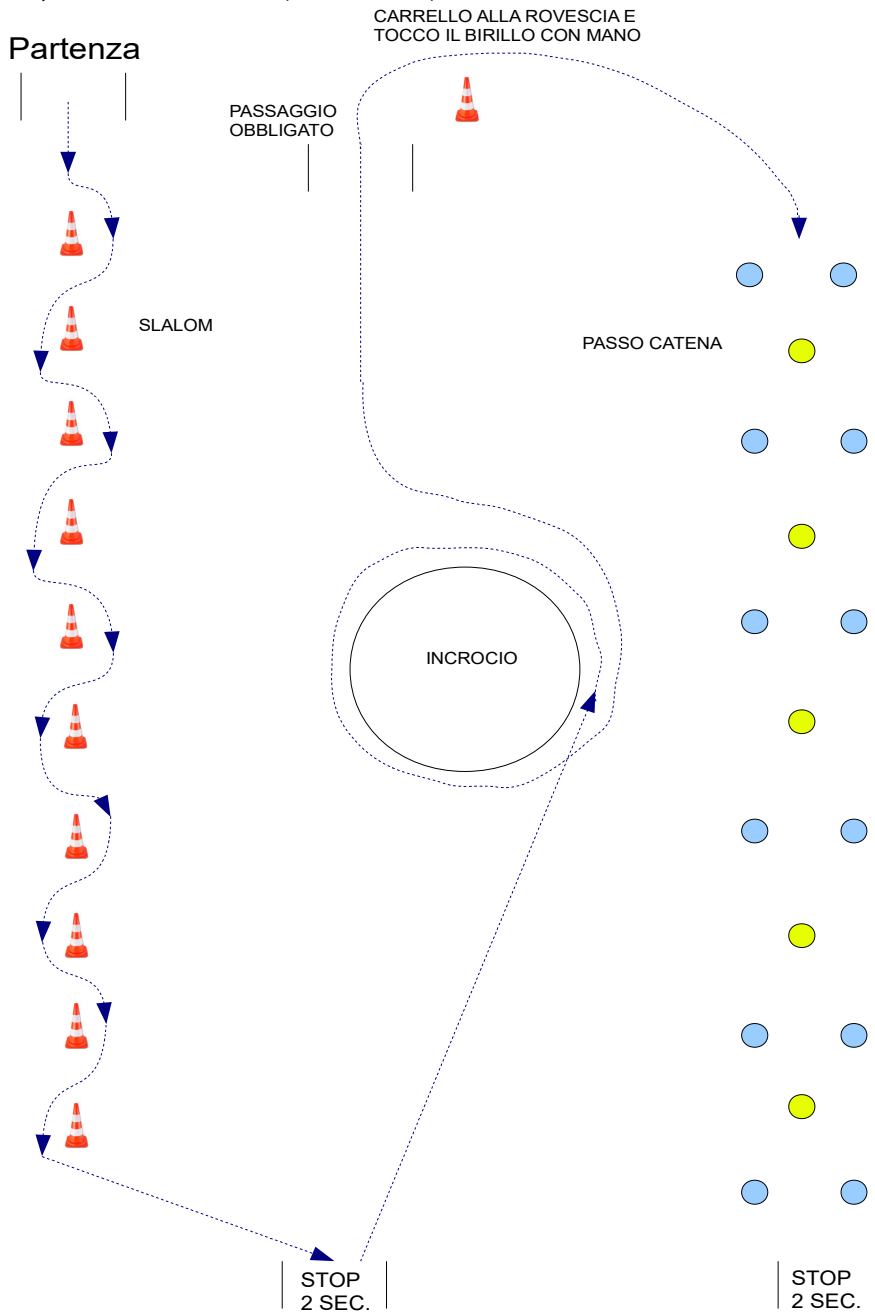 CARRELLO ALLA ROVESCIA E
TOCCO IL BIRILLO CON MANO
Partenza
PASSAGGIO
OBBLIGATO
SLALOM
PASSO CATENA
INCROCIO
STOP
2 SEC.
STOP
2 SEC.